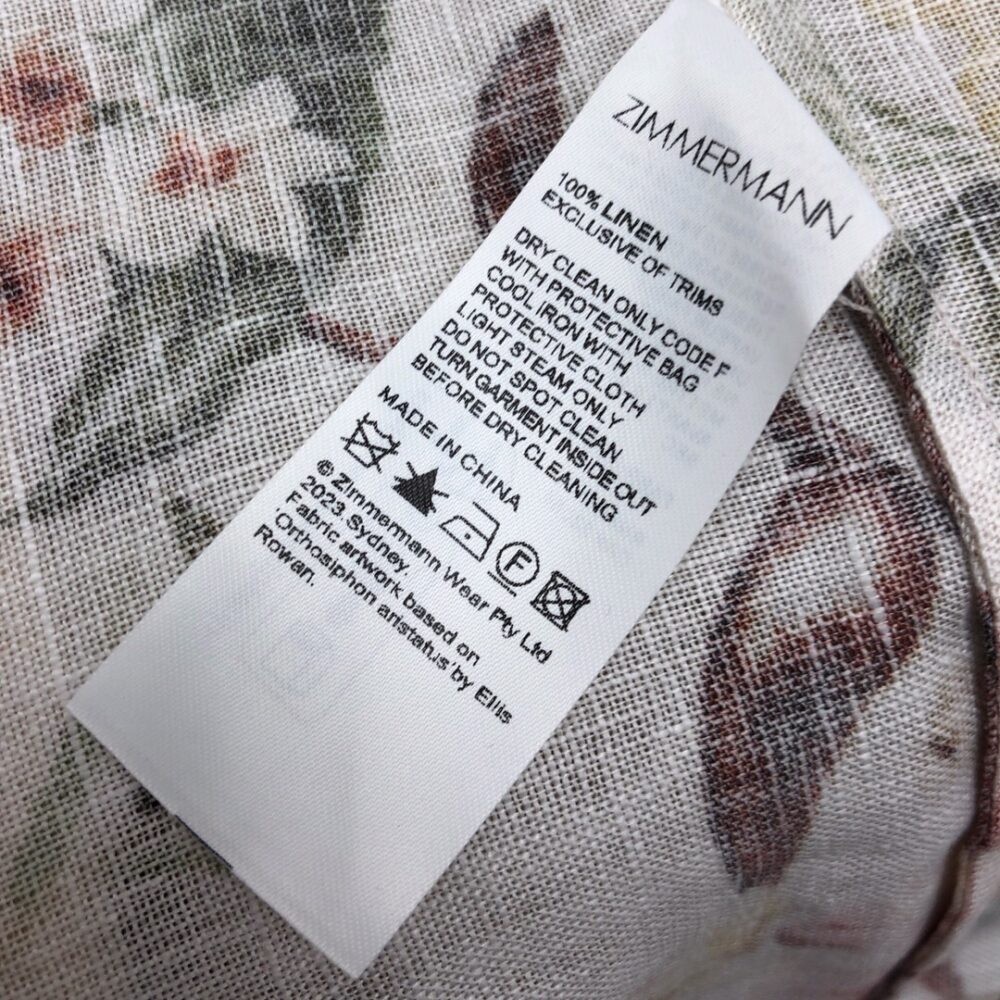 ZIMMERMANN
100% LINEN
EXCLUSIVE OF TRIMS
DRY CLEAN ONLY CODE F
WITH PROTECTIVE BAG
COOL IRON WITH
PROTECTIVE CLOTH
LIGHT STEAM ONLY
DO NOT SPOT CLEAN
TURN GARMENT INSIDE OUT
BEFORE DRY CLEANING
MADE IN CHINA
F
© Zimmermann Wear Pty Ltd
2023 Sydney.
Fabric artwork based on
'Orthosiphon aristatus' by Ellis
Rowan.